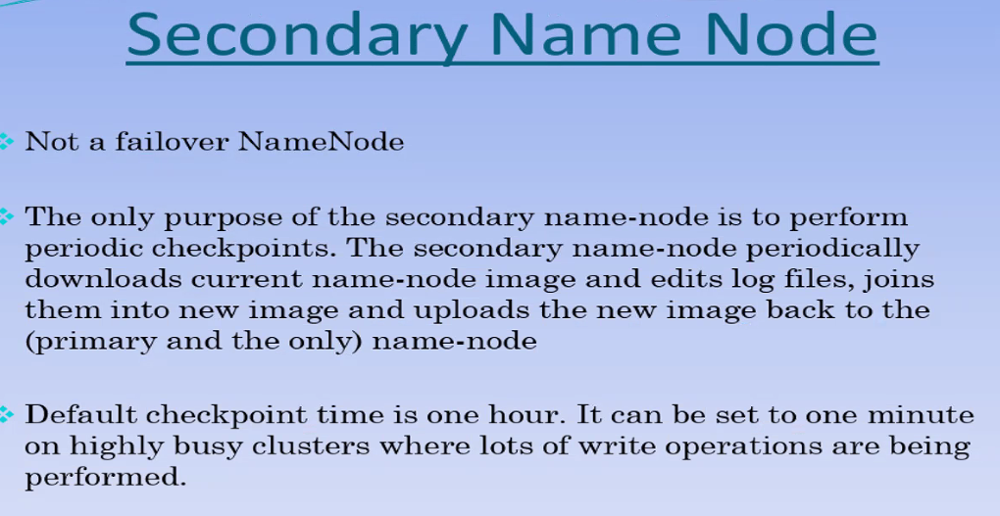 Secondary Name Node
Not a failover NameNode
The only purpose of the secondary name-node is to perform
periodic checkpoints. The secondary name-node periodically
downloads current name-node image and edits log files, joins
them into new image and uploads the new image back to the
(primary and the only) name-node
Default checkpoint time is one hour. It can be set to one minute
on highly busy clusters where lots of write operations are being
performed.